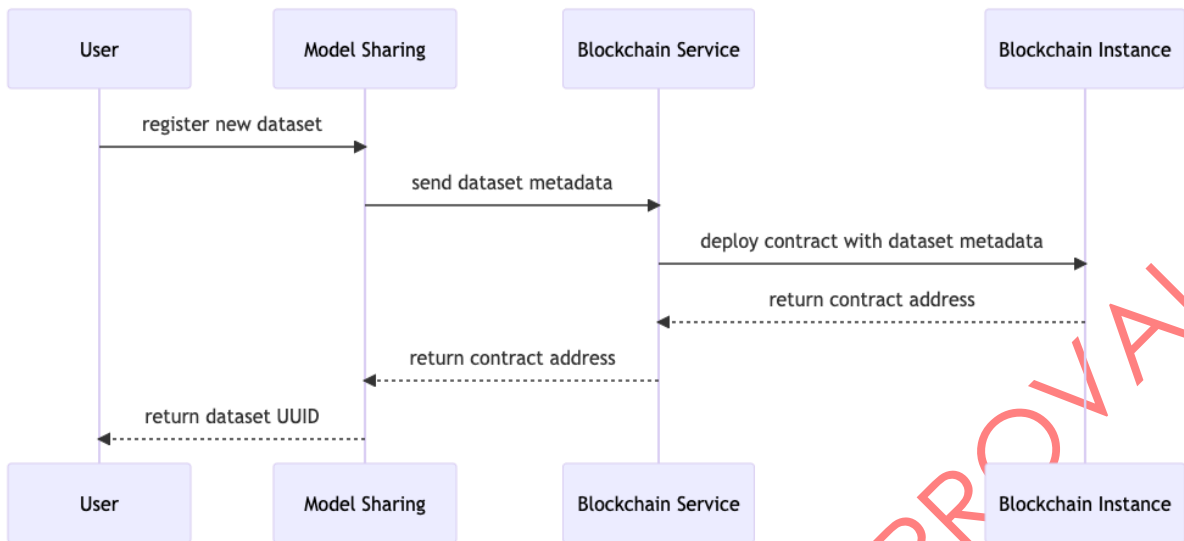 User
Model Sharing
Blockchain Service
Blockchain Instance
register new dataset
send dataset metadata
deploy contract with dataset metadata
return contract address
return contract address
return dataset UUID
User
Model Sharing
Blockchain Service
Blockchain Instance